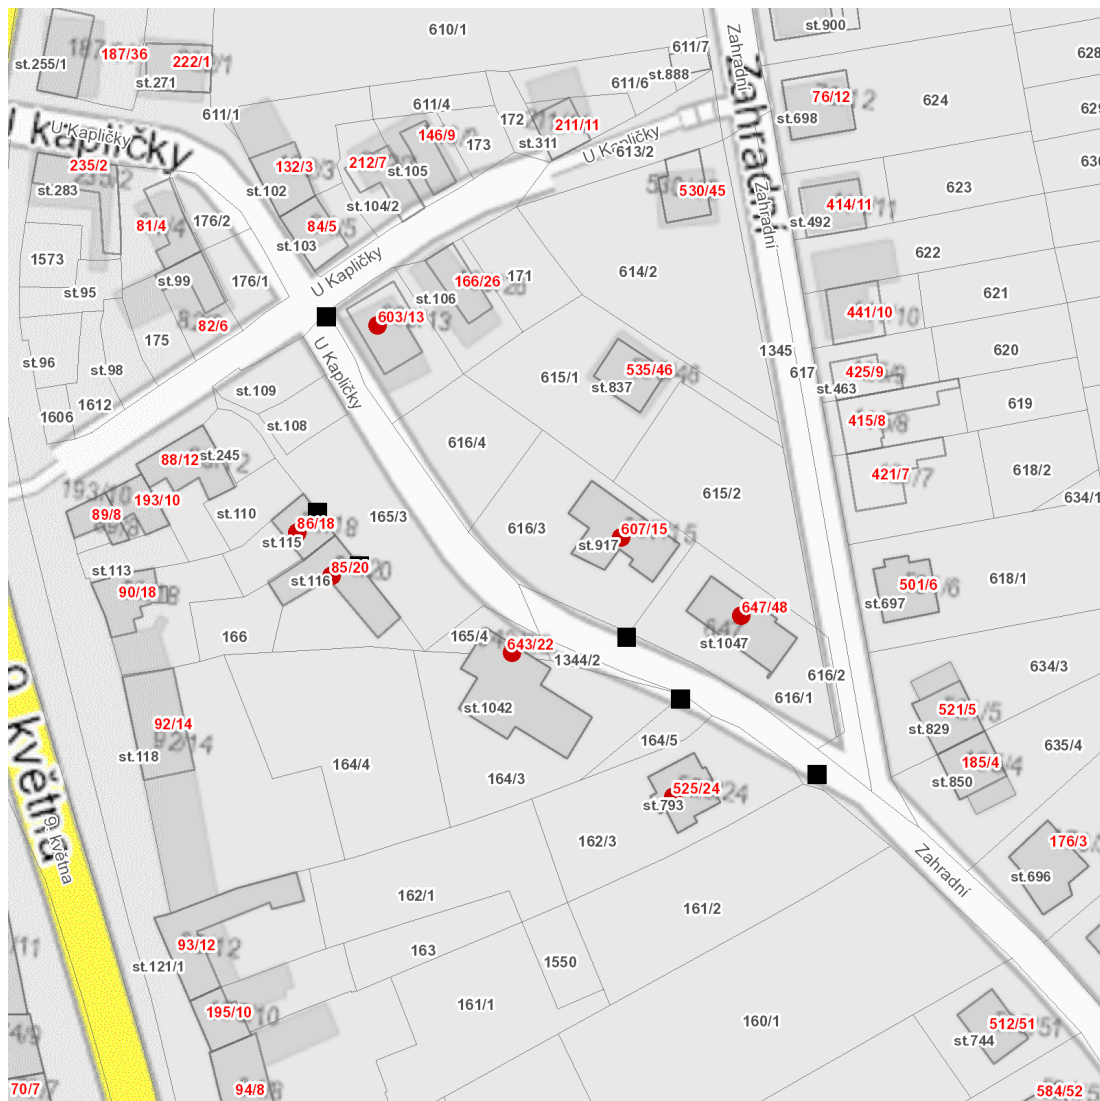 610/1
st.900
187/36
222/1
st.255/1
st.271
611/7
611/6
st.888
628
611/1
611/4
172
76/12
624
st.698
629
U Kapličky
U kapličky
146/9
211/11
173
st.311
U Kapličky
613/2
Zahradní
Zahradní
235/2
st.283
132/3
212/7
st.105
st.102
st.104/2
530/45
414/11
st.492
623
630
81/4
176/2
84/5
st.103
Zahradní
622
1573
st.95
st.99
176/1
U Kapličky
166/26
st.106
171
614/2
621
82/6
175
603/13
441/10
st.96
st.98
U Kapličky
1345
617
620
615/1
535/46
st.837
425/9
st.463
619
1606
1612
st.109
st.108
415/8
616/4
88/12
st.245
421/7
618/2
634/1
615/2
193/10
89/8
st.110
165/3
86/18
st.115
616/3
607/15
st.917
st.113
90/18
85/20
st.116
501/6
st.697
618/1
166
165/4
643/22
1344/2
647/48
st.1047
616/2
616/1
634/3
92/14
st.118
st.1042
521/5
st.829
164/5
635/4
185/4
st.850
164/4
164/3
525/24
st.793
9. května
května
162/3
176/3
st.696
Zahradní
162/1
161/2
93/12
st.121/1
163
1550
195/10
161/1
160/1
512/51
st.744
70/7
94/8
584/52